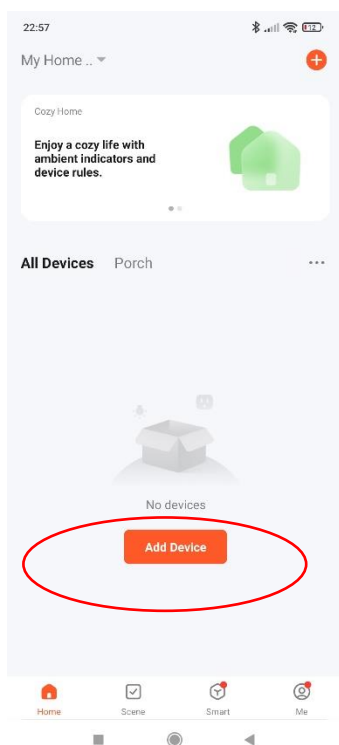 22:57
12
My Home ..
Cozy Home
Enjoy a cozy life with
ambient indicators and
device rules.
All Devices Porch
No devices
Add Device
Home Scene Smart Me